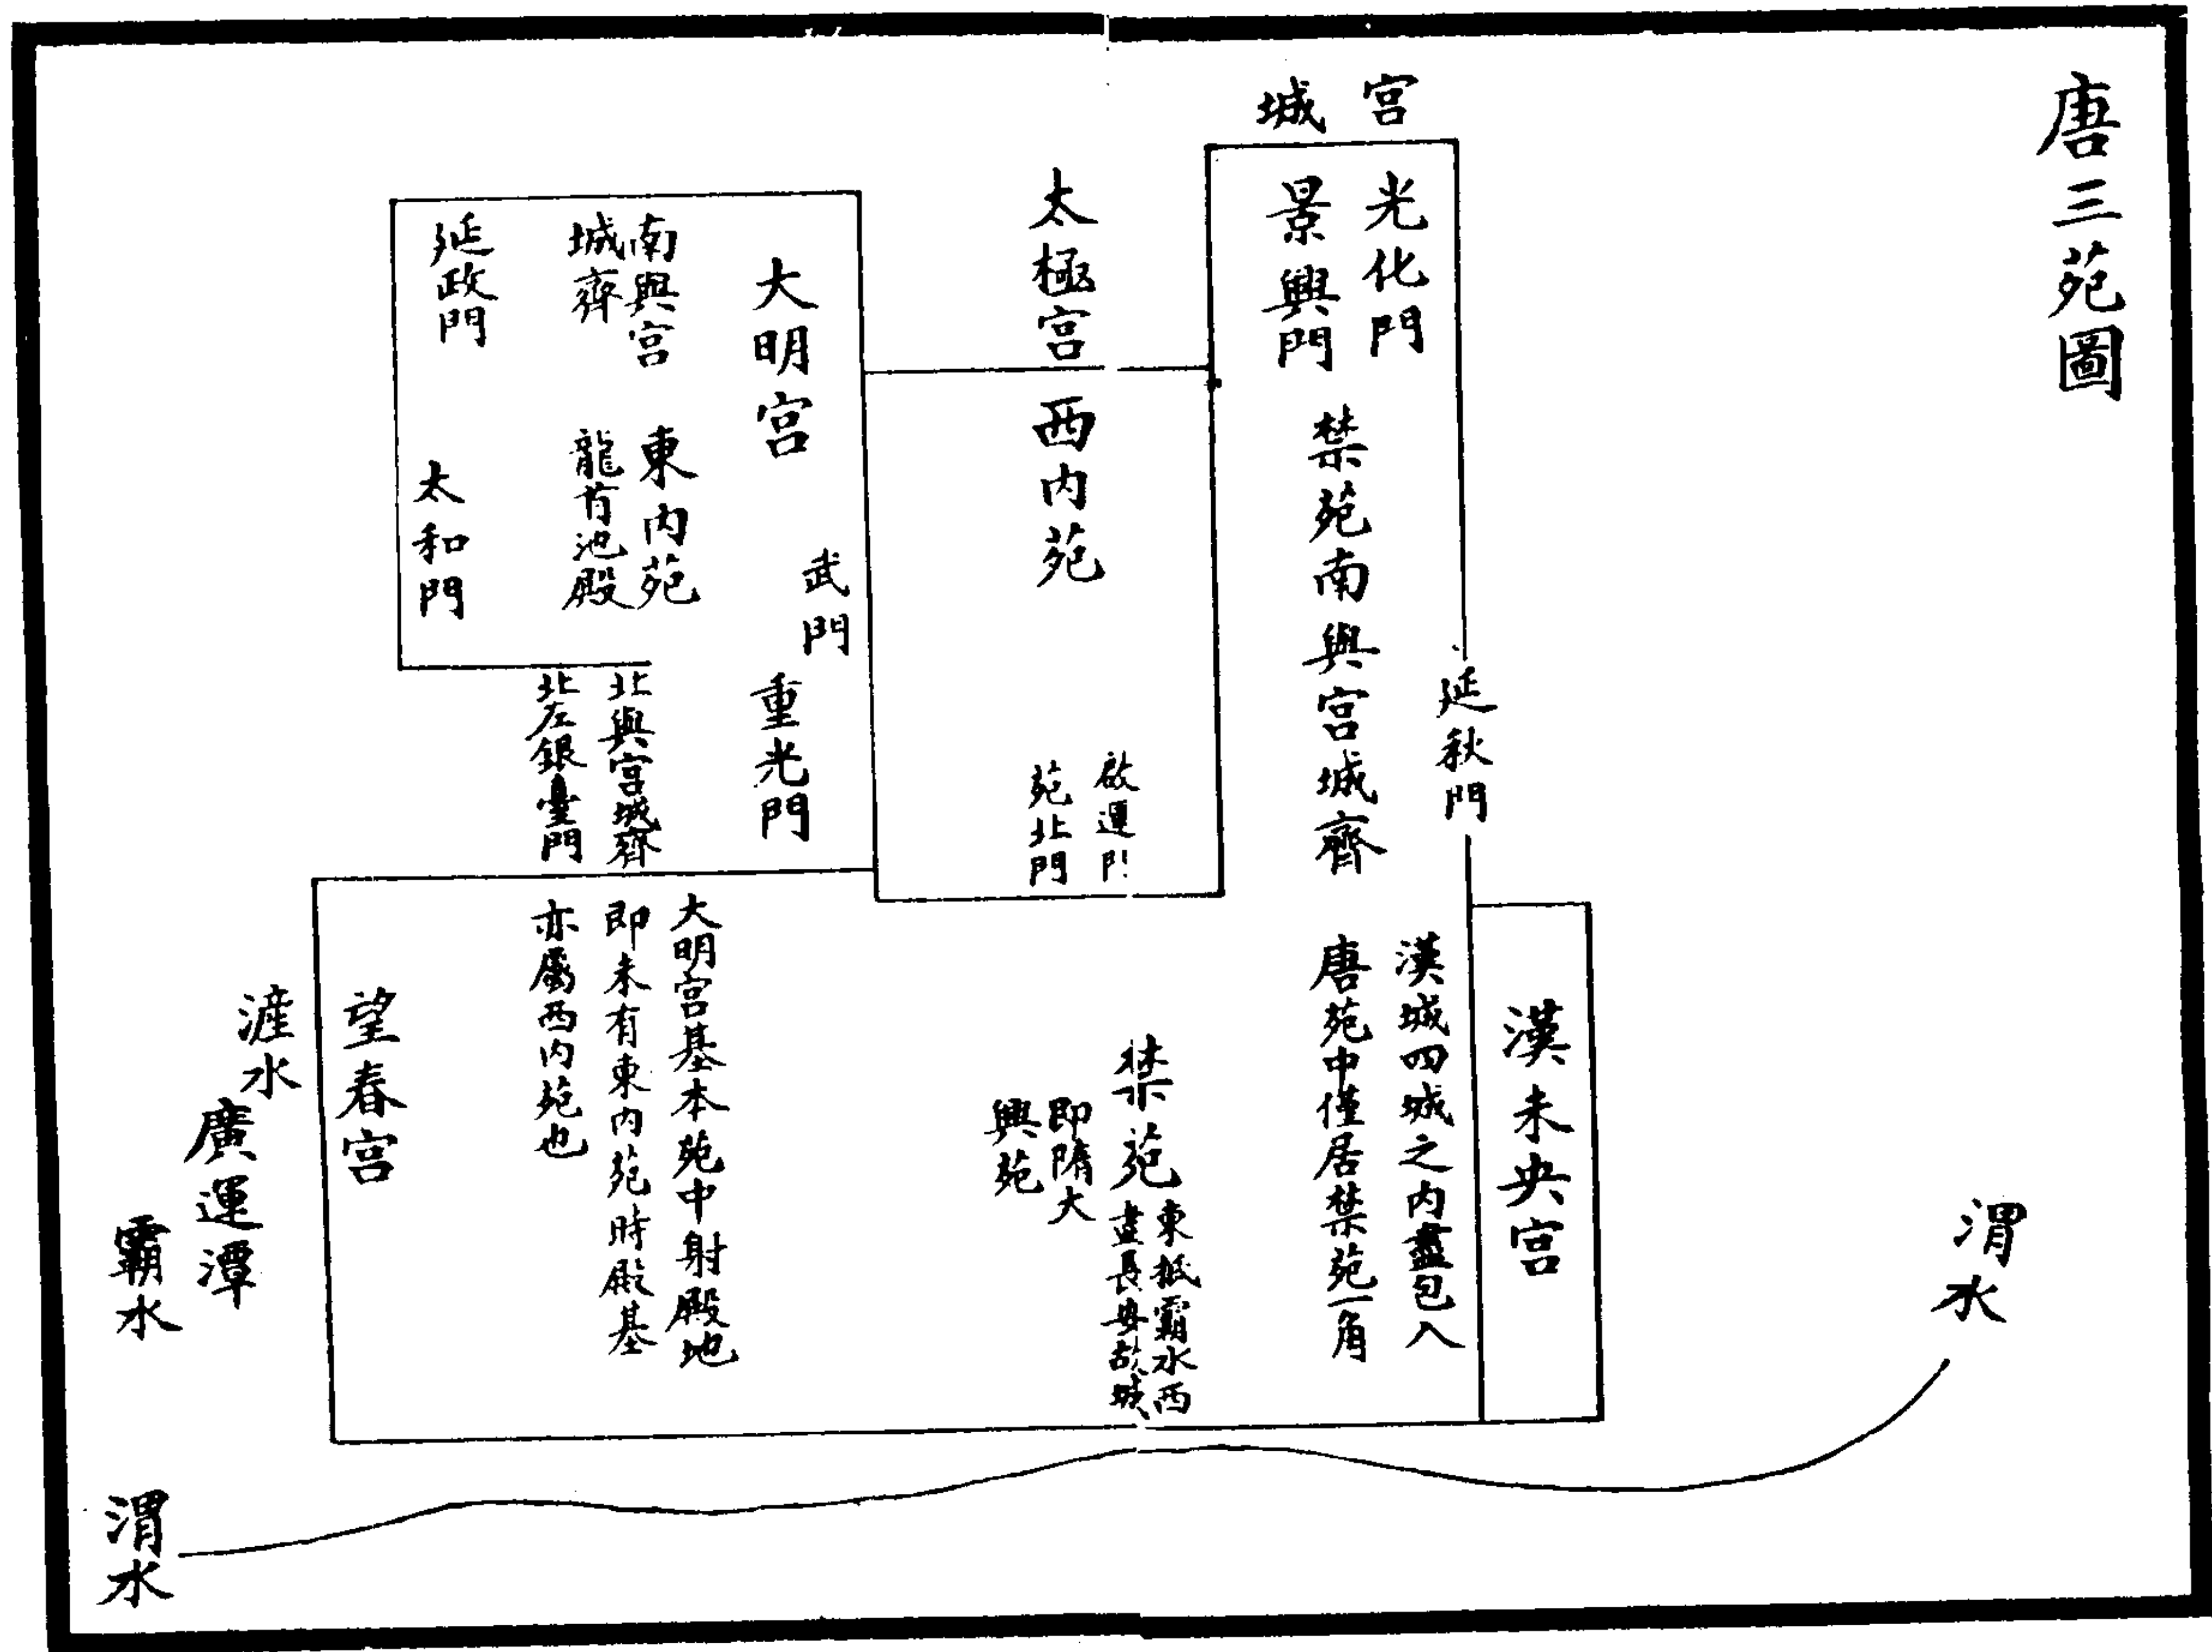 唐三苑圖
渭水
漢未央宮
宮
城
光化門
景興門
延秋門
禁苑南與宮城齊
漢城四城之內盡包入
唐苑中僅居禁苑一角
太極宮
西內苑
啟運門
苑北門
禁苑
東抵霸水西
盡長安故城
即隋大
興苑
大明宮
武門
重光門
南與宮
城齊
東內苑
龍首池殿
北與宮城齊
北左銀臺門
延政門
太和門
大明宮基本苑中射殿地
即未有東內苑時殿基
亦屬西內苑也
望春宮
滻水
廣運潭
霸水
渭水